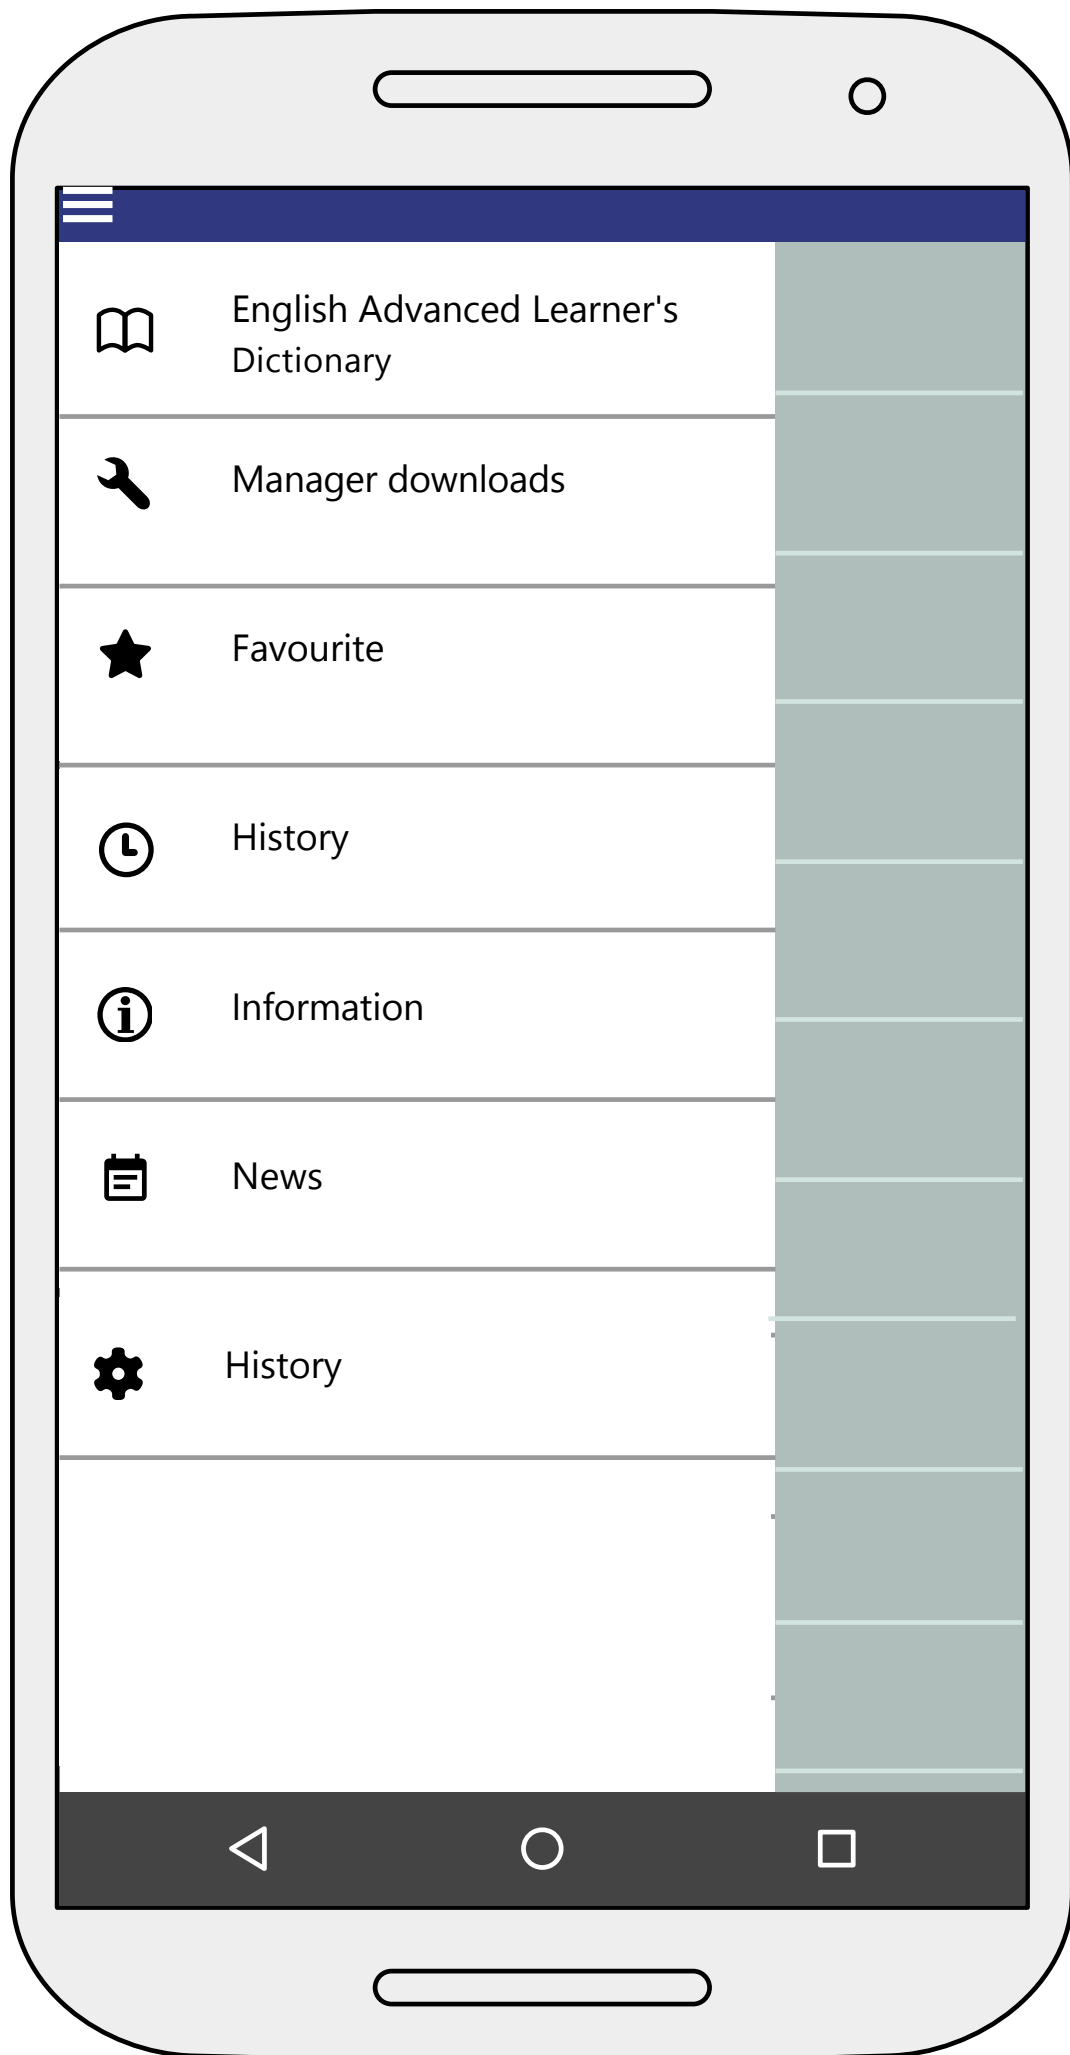 English Advanced Learner's
Dictionary
Manager downloads
Favourite
History
Information
News
History